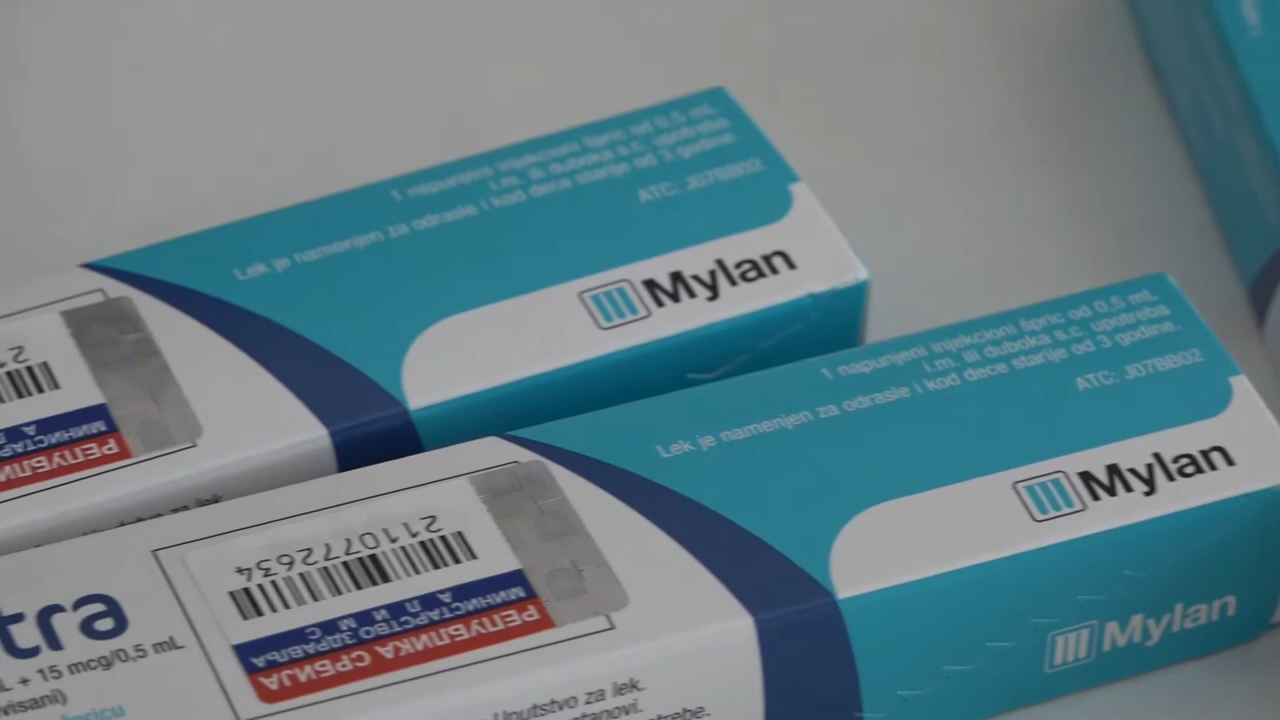 1 napunjeni injekcioni špric od 0,5 mL
i.m. ili duboka s.c. upotreba
Lek je namenjen za odrasle i kod dece starije od 3 godine.
ATC: J07BB02
Mylan
1 napunjeni injekcioni špric od 0,5 mL
i.m. ili duboka s.c. upotreba
Lek je namenjen za odrasle i kod dece starije od 3 godine.
ATC: J07BB02
Mylan
Mylan
РЕПУБЛИКА СРБИЈА
МИНИСТАРСТВО ЗДРАВЉА
А Л И М С
2110772634
tra
+ 15 mcg/0,5 mL
Uputstvo za lek.